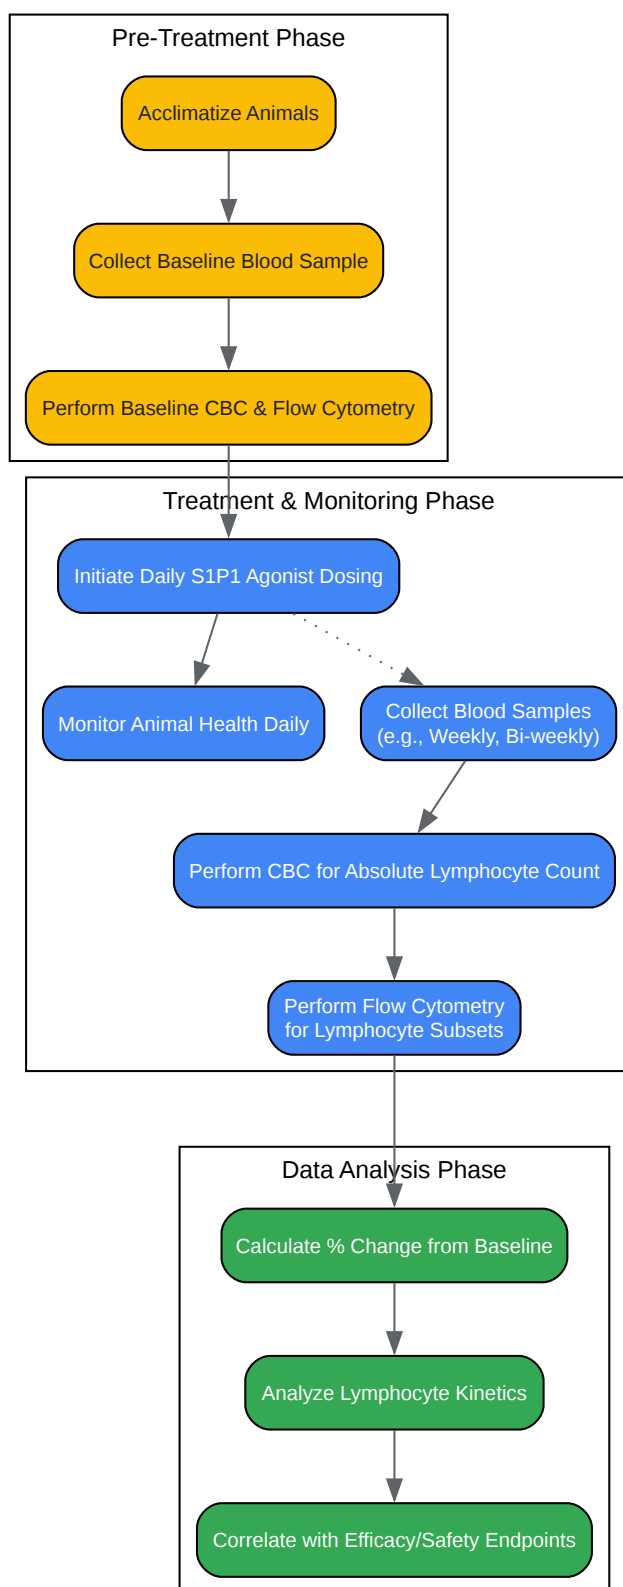 Pre-Treatment Phase
Acclimatize Animals
Collect Baseline Blood Sample
Perform Baseline CBC & Flow Cytometry
Treatment & Monitoring Phase
Initiate Daily S1P1 Agonist Dosing
Monitor Animal Health Daily
Collect Blood Samples
(e.g., Weekly, Bi-weekly)
Perform CBC for Absolute Lymphocyte Count
Perform Flow Cytometry
for Lymphocyte Subsets
Data Analysis Phase
Calculate % Change from Baseline
Analyze Lymphocyte Kinetics
Correlate with Efficacy/Safety Endpoints